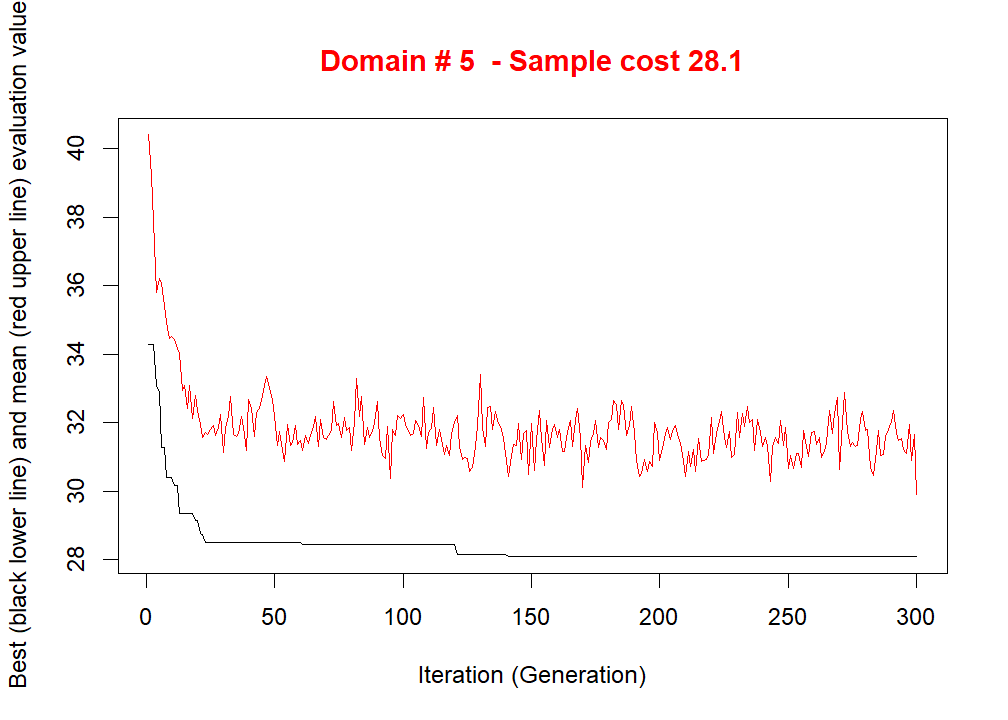 Domain # 5  - Sample cost 28.1
Best (black lower line) and mean (red upper line) evaluation value
40
38
36
34
32
30
28
0 50 100 150 200 250 300
Iteration (Generation)